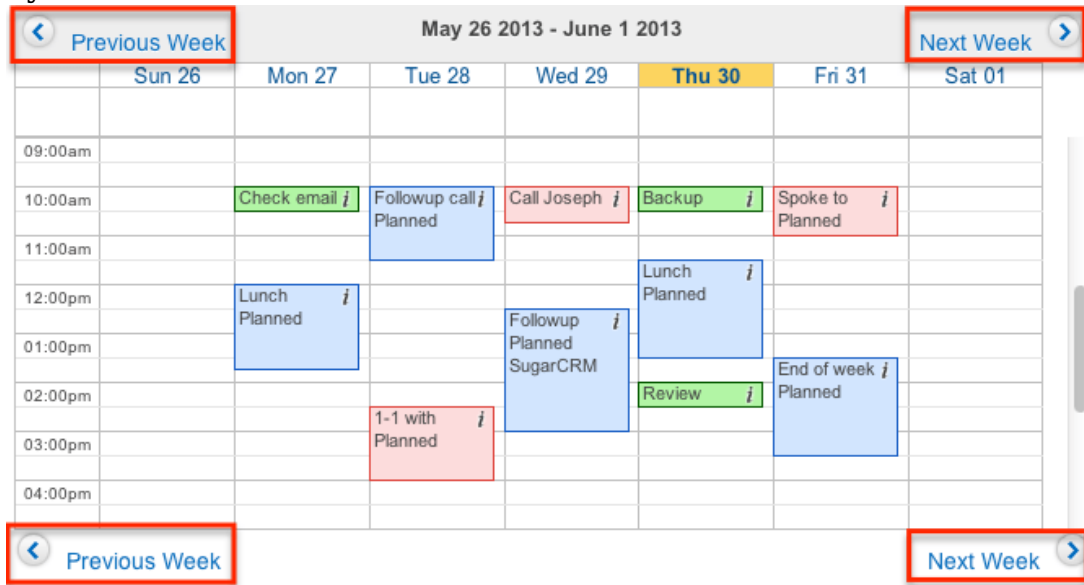 Previous Week
May 26 2013 - June 1 2013
Next Week
Sun 26 Mon 27 Tue 28 Wed 29 Thu 30 Fri 31 Sat 01
09:00am
10:00am
Check email i
Followup call i
Planned
Call Joseph i
Backup i
Spoke to i
Planned
11:00am
Lunch i
Planned
12:00pm
Lunch i
Planned
Followup i
Planned
SugarCRM
01:00pm
End of week i
Planned
02:00pm
Review i
1-1 with i
Planned
03:00pm
04:00pm
Previous Week
Next Week